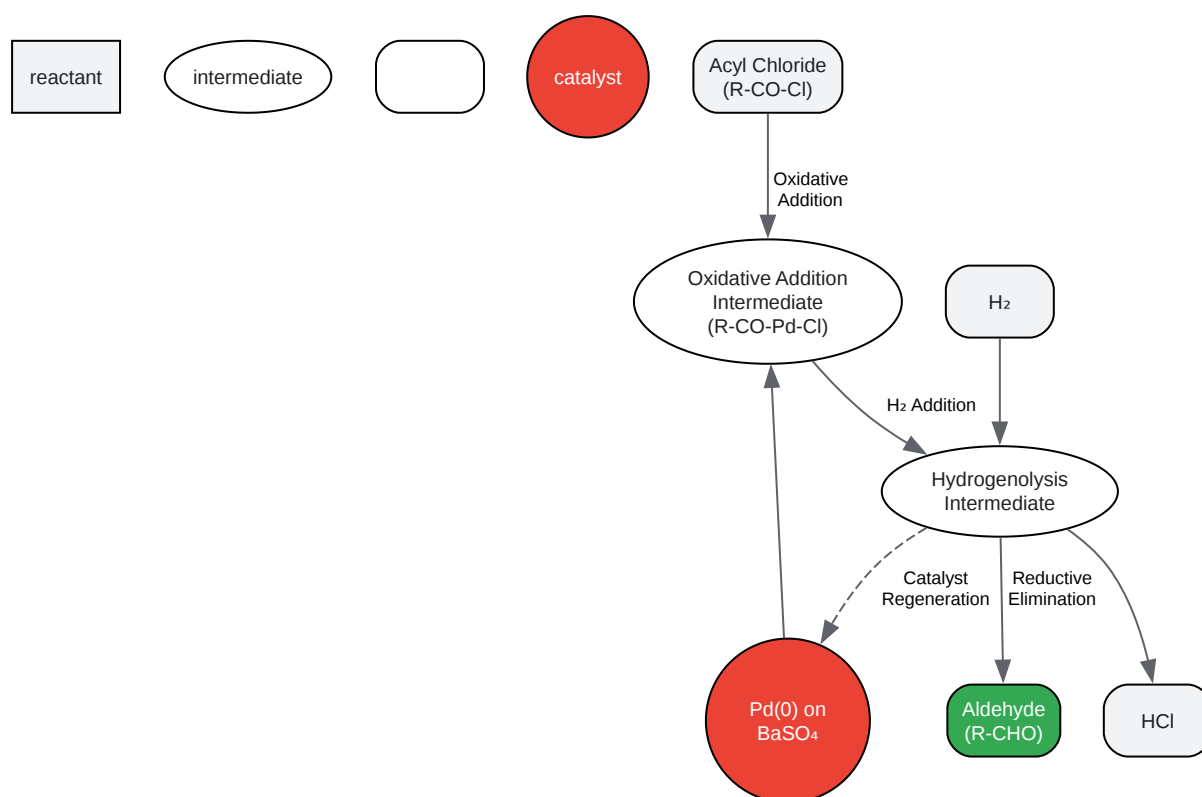 reactant
intermediate
catalyst
Acyl Chloride
(R-CO-Cl)
Oxidative
Addition
Oxidative Addition
Intermediate
(R-CO-Pd-Cl)
H₂
H₂ Addition
Hydrogenolysis
Intermediate
Catalyst
Regeneration
Reductive
Elimination
Pd(0) on
BaSO₄
Aldehyde
(R-CHO)
HCl